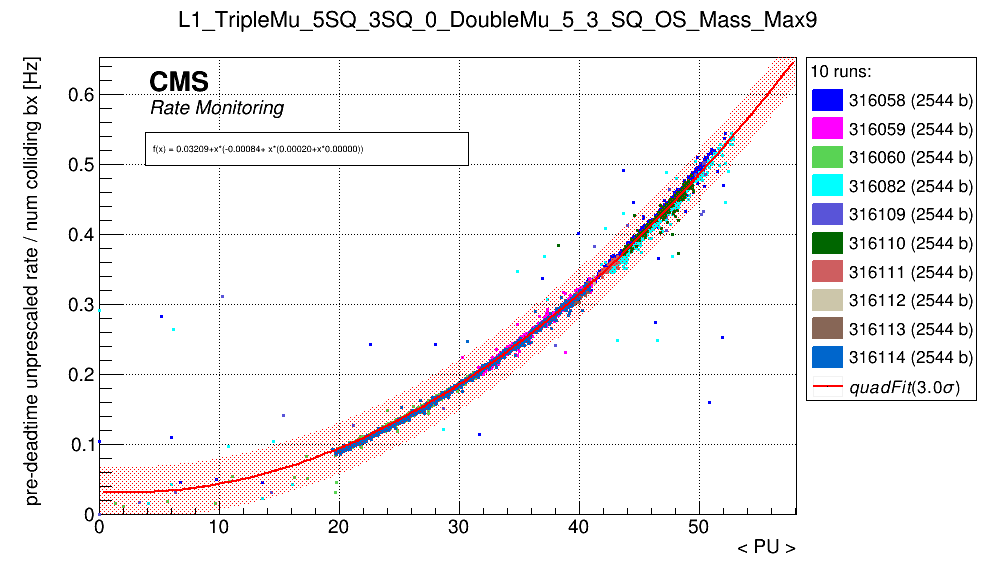 L1_TripleMu_5SQ_3SQ_0_DoubleMu_5_3_SQ_OS_Mass_Max9
pre-deadtime unprescaled rate / num colliding bx [Hz]
CMS
Rate Monitoring
f(x) = 0.03209+x*(-0.00084+ x*(0.00020+x*0.00000))
0.6
0.5
0.4
0.3
0.2
0.1
0
0 10 20 30 40 50
< PU >
10 runs:
316058 (2544 b)
316059 (2544 b)
316060 (2544 b)
316082 (2544 b)
316109 (2544 b)
316110 (2544 b)
316111 (2544 b)
316112 (2544 b)
316113 (2544 b)
316114 (2544 b)
quadFit(3.0σ)